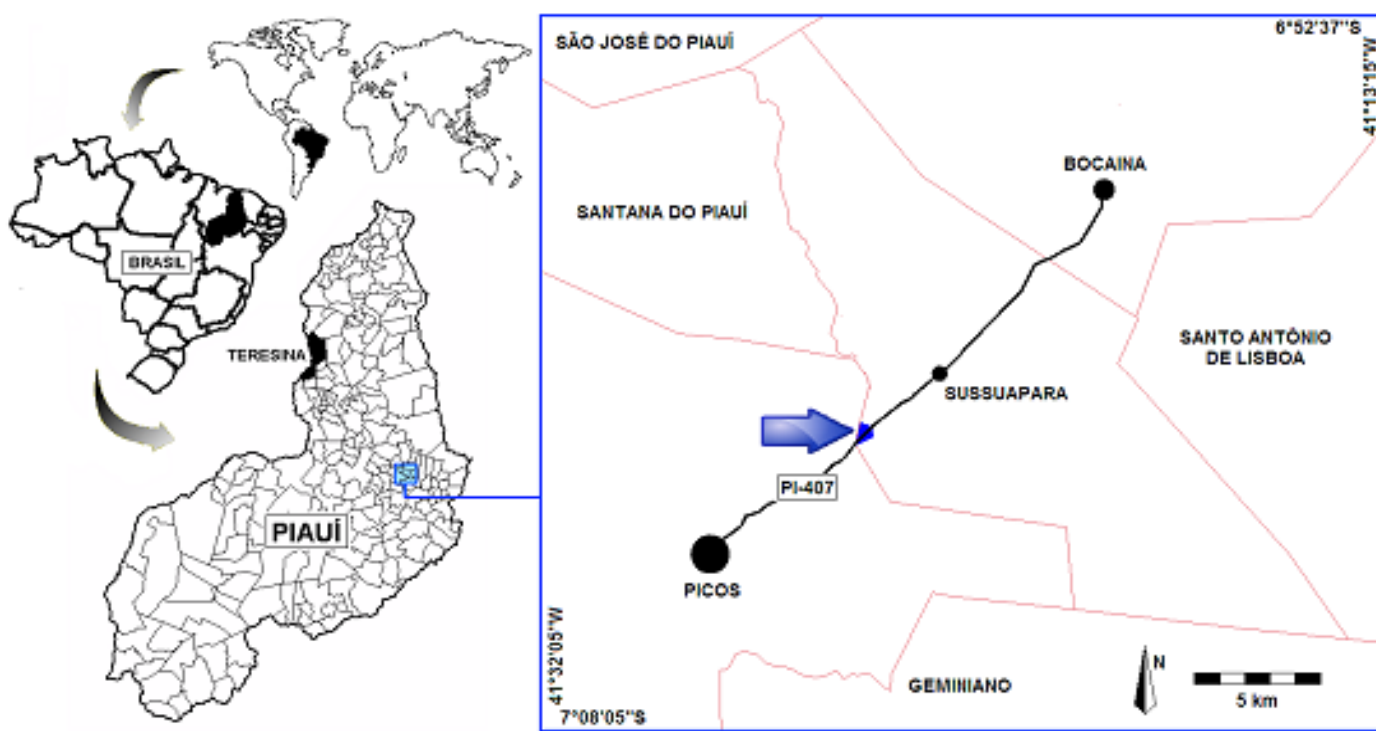 BRASIL
TERESINA
PIAUÍ
SÃO JOSÉ DO PIAUÍ
6°52'37''S
41°13'15''W
BOCAINA
SANTANA DO PIAUÍ
SANTO ANTÔNIO
DE LISBOA
SUSSUAPARA
PI-407
PICOS
GEMINIANO
N
5 km
41°32'05''W
7°08'05''S